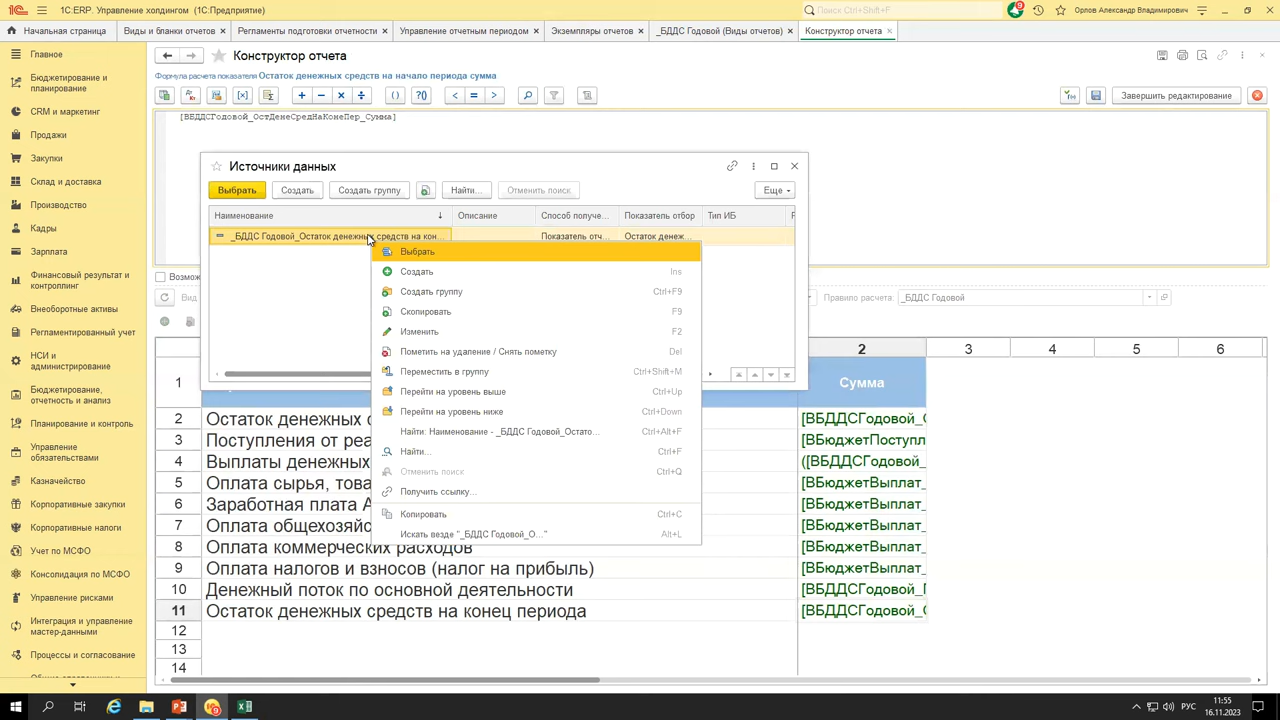 1С:ERP. Управление холдингом (1С:Предприятие)
Поиск Ctrl+Shift+F
Орлов Александр Владимирович
Начальная страница
Виды и бланки отчетов ×
Регламенты подготовки отчетности ×
Управление отчетным периодом ×
Экземпляры отчетов ×
_БДДС Годовой (Виды отчетов) ×
Конструктор отчета ×
Главное
Бюджетирование и планирование
CRM и маркетинг
Продажи
Закупки
Склад и доставка
Производство
Кадры
Зарплата
Финансовый результат и контроллинг
Внеоборотные активы
Регламентированный учет
НСИ и администрирование
Бюджетирование, отчетность и анализ
Планирование и контроль
Управление обязательствами
Казначейство
Корпоративные закупки
Корпоративные налоги
Учет по МСФО
Консолидация по МСФО
Управление рисками
Интеграция и управление мастер-данными
Процессы и согласование
Конструктор отчета
Формула расчета показателя Остаток денежных средств на начало периода сумма
Завершить редактирование
[ВБДДСГодовой_ОстДенеСредНаКонеПер_Сумма]
Источники данных
Выбрать
Создать
Создать группу
Найти...
Отменить поиск
Еще
Наименование ↓
Описание
Способ получе...
Показатель отбор
Тип ИБ
_БДДС Годовой_Остаток денежных средств на кон...
Показатель отч...
Остаток денеж...
Выбрать
Создать Ins
Создать группу Ctrl+F9
Скопировать F9
Изменить F2
Пометить на удаление / Снять пометку Del
Переместить в группу Ctrl+Shift+M
Перейти на уровень выше Ctrl+Up
Перейти на уровень ниже Ctrl+Down
Найти: Наименование - _БДДС Годовой_Остато... Ctrl+Alt+F
Найти... Ctrl+F
Отменить поиск Ctrl+Q
Получить ссылку...
Копировать Ctrl+C
Искать везде "_БДДС Годовой_О..." Alt+L
Возмож
Вид
Правило расчета: _БДДС Годовой
2 3 4 5 6
1 Сумма
2 Остаток денежных с [ВБДДСГодовой_
3 Поступления от реа [ВБюджетПоступл
4 Выплаты денежных ([ВБДДСГодовой_
5 Оплата сырья, това [ВБюджетВыплат_
6 Заработная плата А [ВБюджетВыплат_
7 Оплата общехозяйс [ВБюджетВыплат_
8 Оплата коммерческих расходов [ВБюджетВыплат_
9 Оплата налогов и взносов (налог на прибыль) [ВБюджетВыплат_
10 Денежный поток по основной деятельности [ВБДДСГодовой_
11 Остаток денежных средств на конец периода [ВБДДСГодовой_
12
13
14
РУС
11:55
16.11.2023